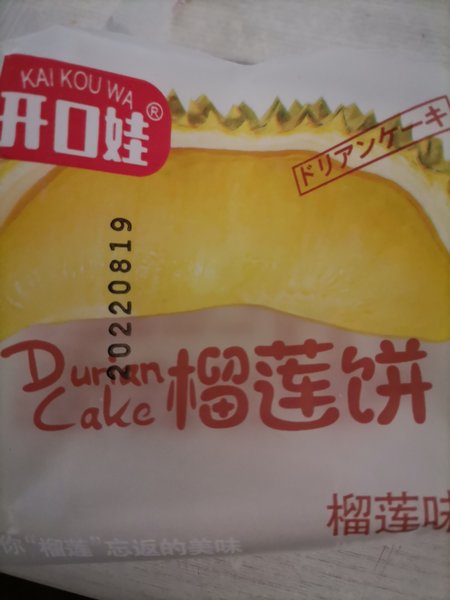 KAI KOU WA
开口娃®
ドリアンケーキ
20220819
Durian
Cake
榴莲饼
榴莲味
你“榴莲”忘返的美味